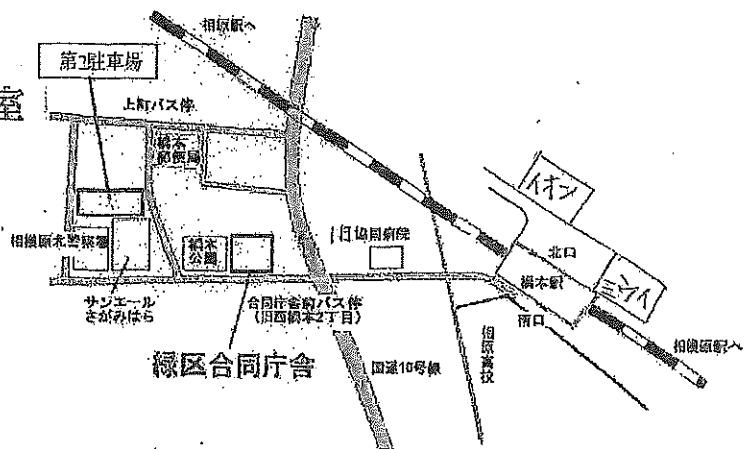 相原駅へ
第2駐車場
室
上町バス停
橋本
郵便局
イオン
相模原北警察署
橋本
公園
協同病院
北口
橋本駅
ミウィ
サンエール
さがみはら
合同庁舎前バス停
(旧西橋本2丁目)
南口
緑区合同庁舎
国道16号線
相原高校
相模原駅へ